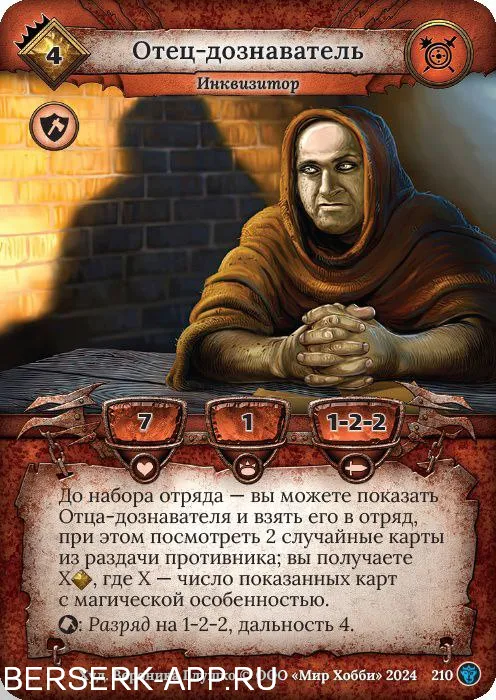 4
Отец-дознаватель
Инквизитор
7
1
1-2-2
До набора отряда — вы можете показать
Отца-дознавателя и взять его в отряд,
при этом посмотреть 2 случайные карты
из раздачи противника; вы получаете
X, где X — число показанных карт
с магической особенностью.
: Разряд на 1-2-2, дальность 4.
© ООО «Мир Хобби» 2024 210
BERSERK-APP.RU